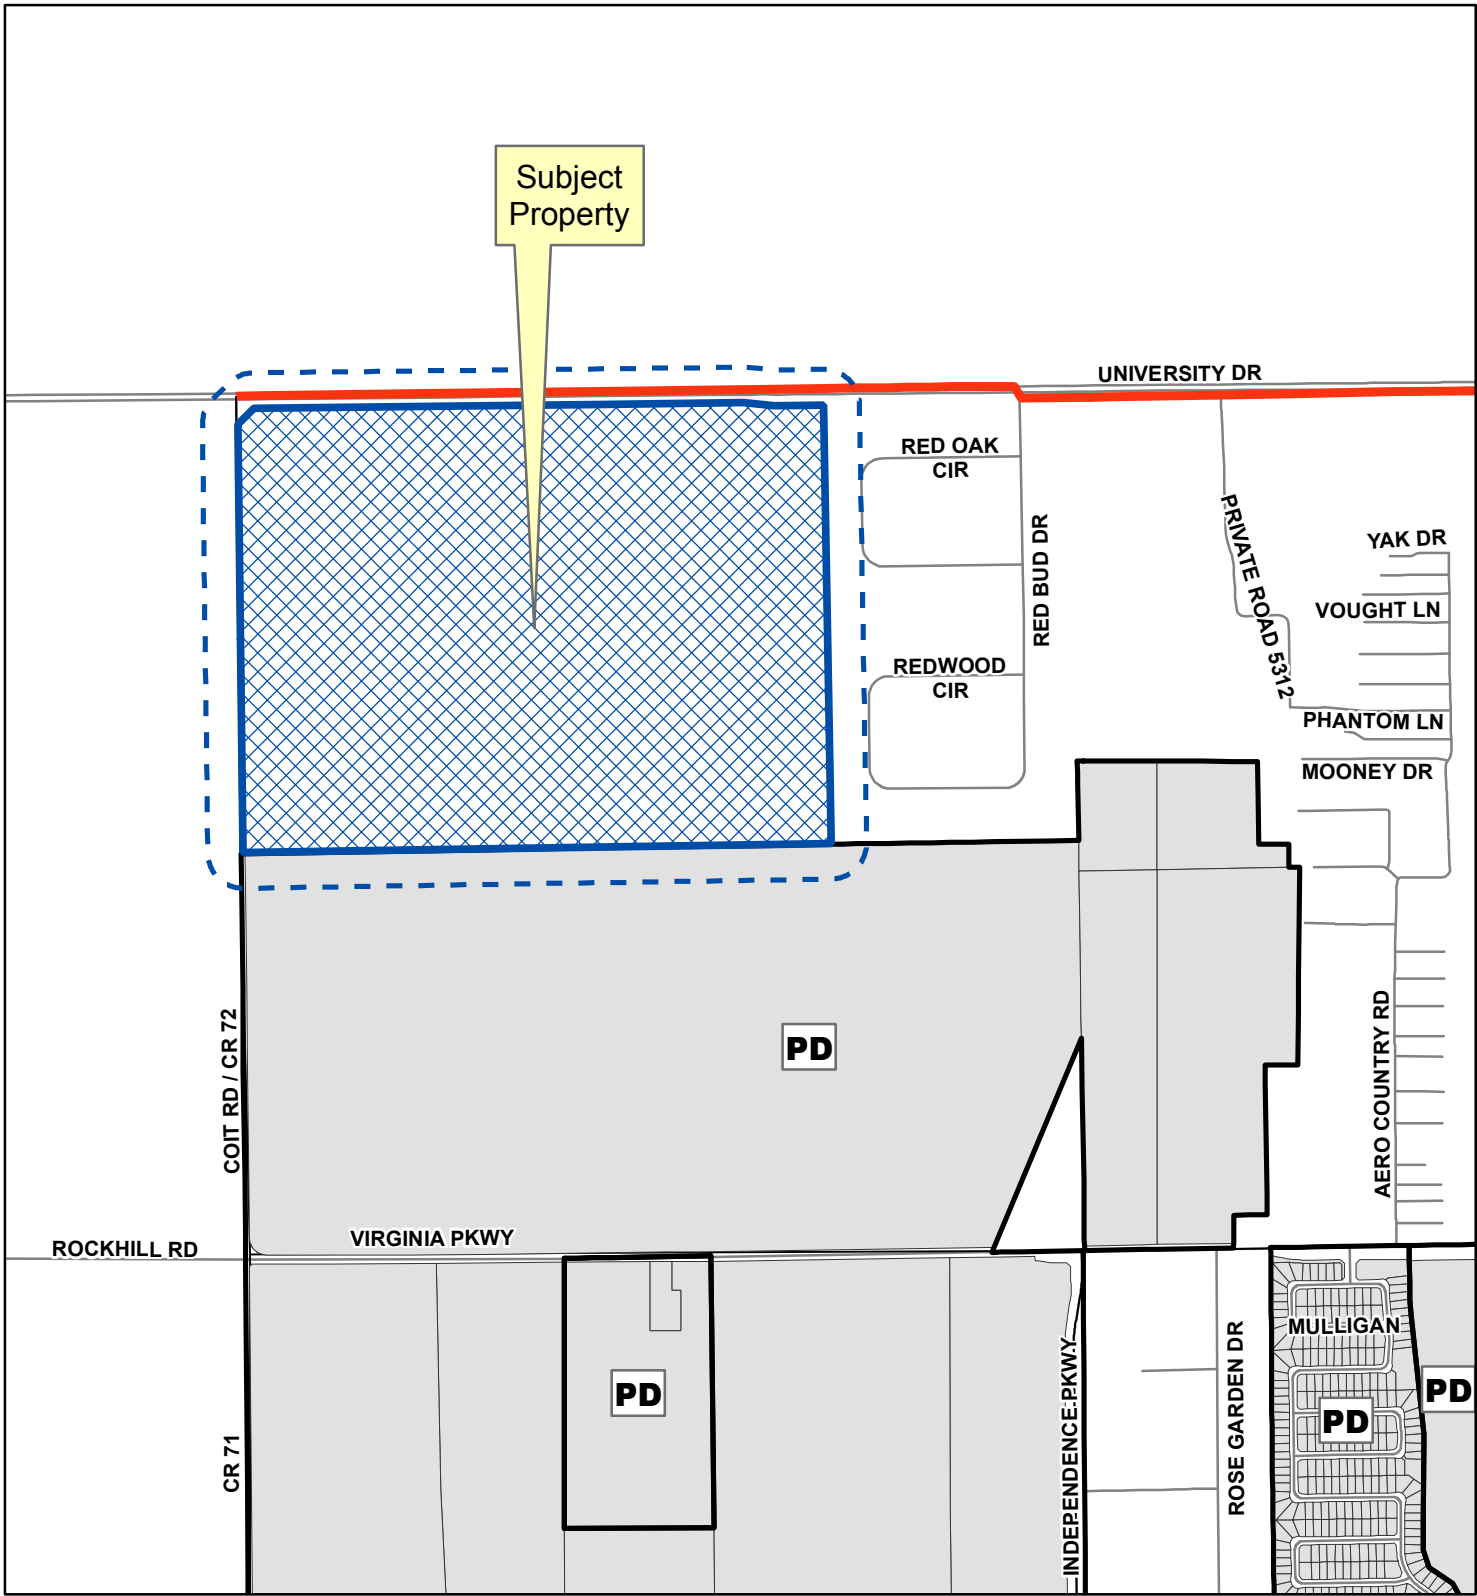 Subject
Property
UNIVERSITY DR
RED OAK
CIR
RED BUD DR
PRIVATE ROAD 5312
YAK DR
VOUGHT LN
REDWOOD
CIR
PHANTOM LN
MOONEY DR
COIT RD / CR 72
PD
AERO COUNTRY RD
ROCKHILL RD
VIRGINIA PKWY
MULLIGAN
PD
PD
PD
CR 71
INDEPENDENCE PKWY
ROSE GARDEN DR